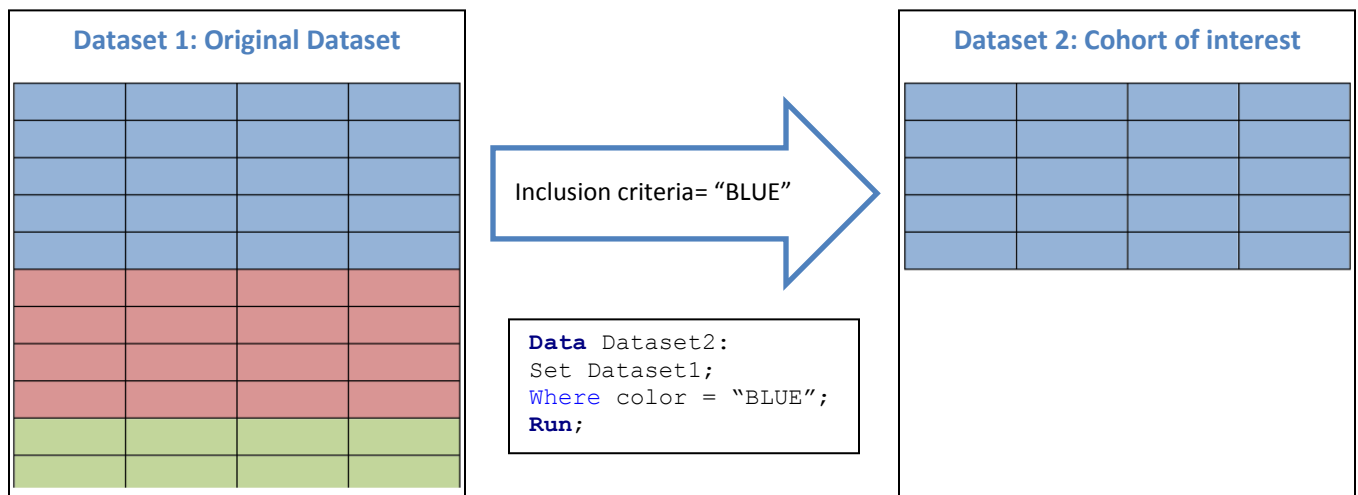 Dataset 1: Original Dataset
Inclusion criteria= “BLUE”
Data Dataset2:
Set Dataset1;
Where color = “BLUE”;
Run;
Dataset 2: Cohort of interest